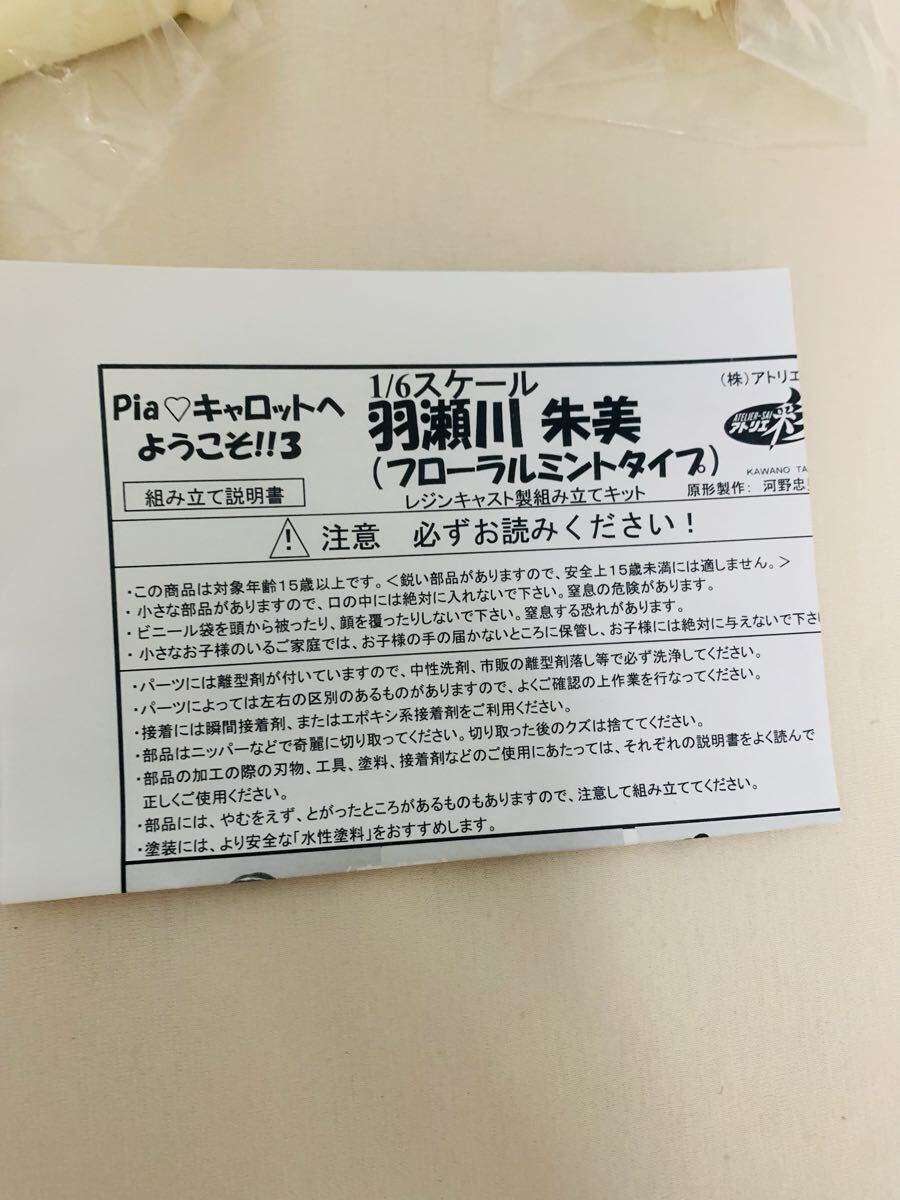 Pia♡キャロットへ
ようこそ!!3
組み立て説明書
1/6スケール
羽瀬川 朱美
(フローラルミントタイプ)
レジンキャスト製組み立てキット
(株)アトリエ
ATELIER-SAI
アトリエ彩
KAWANO TA
原形製作: 河野忠
注意 必ずお読みください!
・この商品は対象年齢15歳以上です。<鋭い部品がありますので、安全上15歳未満には適しません。>
・小さな部品がありますので、口の中には絶対に入れないで下さい。窒息の危険があります。
・ビニール袋を頭から被ったり、顔を覆ったりしないで下さい。窒息する恐れがあります。
・小さなお子様のいるご家庭では、お子様の手の届かないところに保管し、お子様には絶対に与えないで下さい
・パーツには離型剤が付いていますので、中性洗剤、市販の離型剤落し等で必ず洗浄してください。
・パーツによっては左右の区別のあるものがありますので、よくご確認の上作業を行なってください。
・接着には瞬間接着剤、またはエポキシ系接着剤をご利用ください。
・部品はニッパーなどで奇麗に切り取ってください。切り取った後のクズは捨ててください。
・部品の加工の際の刃物、工具、塗料、接着剤などのご使用にあたっては、それぞれの説明書をよく読んで
正しくご使用ください。
・部品には、やむをえず、とがったところがあるものもありますので、注意して組み立ててください。
・塗装には、より安全な「水性塗料」をおすすめします。